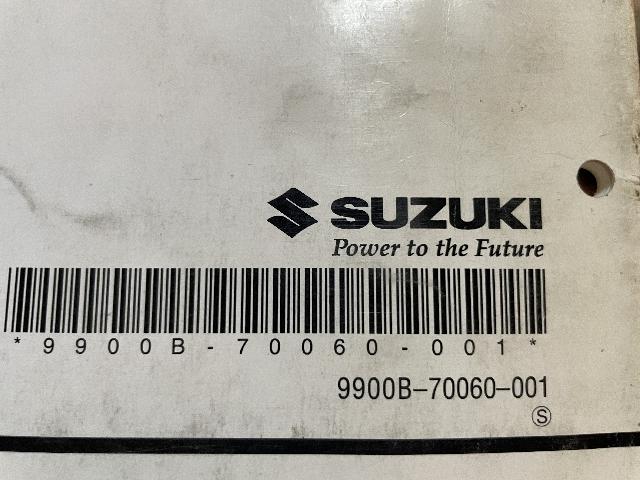 SUZUKI
Power to the Future
*9900B-70060-001*
9900B-70060-001
S